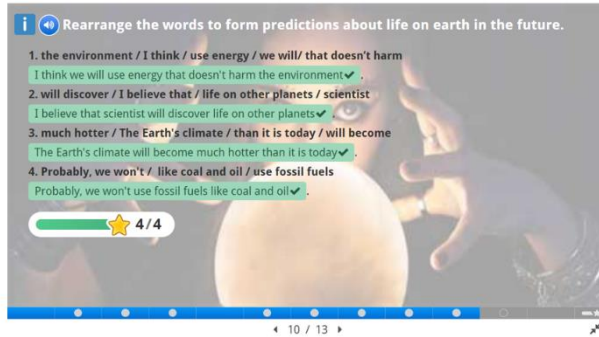 i Rearrange the words to form predictions about life on earth in the future.
1. the environment / I think / use energy / we will/ that doesn't harm
I think we will use energy that doesn't harm the environment✔ .
2. will discover / I believe that / life on other planets / scientist
I believe that scientist will discover life on other planets✔ .
3. much hotter / The Earth's climate / than it is today / will become
The Earth's climate will become much hotter than it is today✔ .
4. Probably, we won't / like coal and oil / use fossil fuels
Probably, we won't use fossil fuels like coal and oil✔ .
4/4
10 / 13